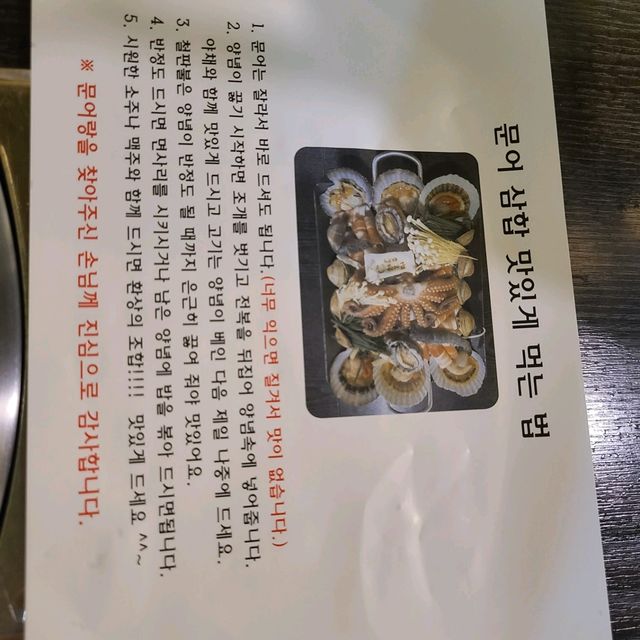 문어 삼합 맛있게 먹는 법
1. 문어는 잘라서 바로 드셔도 됩니다.(너무 익으면 질겨서 맛이 없습니다.)
2. 양념이 끓기 시작하면 조개를 벗기고 전복을 뒤집어 양념속에 넣어줍니다.
야채와 함께 맛있게 드시고 고기는 양념이 배인 다음 제일 나중에 드세요.
3. 철판불은 양념이 반정도 될 때까지 은근히 끓어 줘야 맛있어요.
4. 반정도 드시면 면사리를 시키시거나 남은 양념에 밥을 볶아 드시면됩니다.
5. 시원한 소주나 맥주와 함께 드시면 환상의 조합!!!! 맛있게 드세요 ^^~
※ 문어랑을 찾아주신 손님께 진심으로 감사합니다.